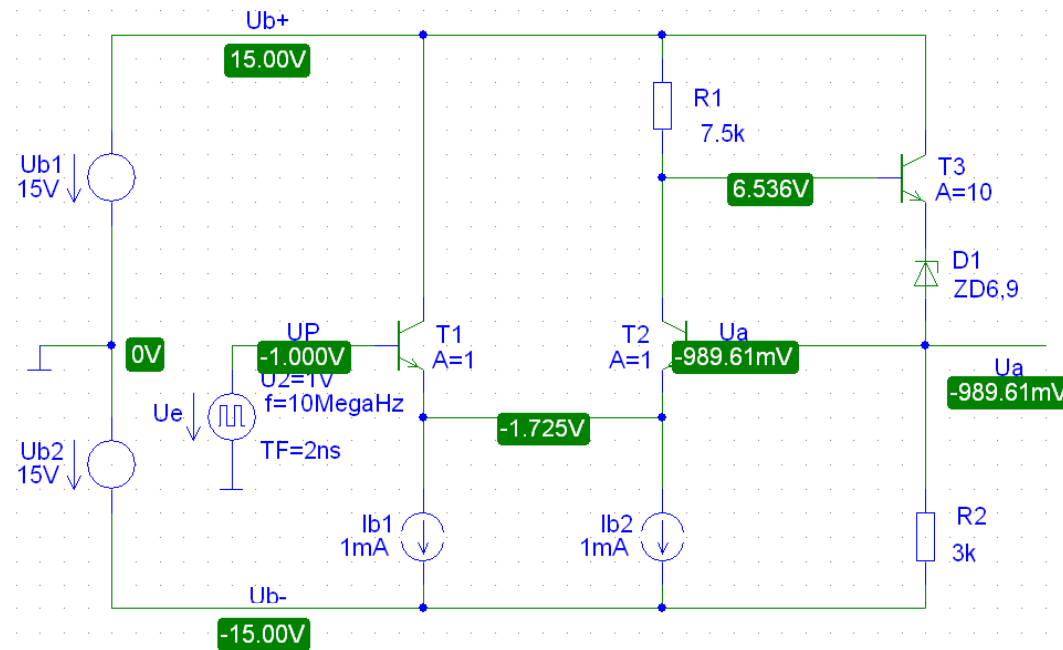 Ub+
15.00V
R1
7.5k
Ub1
15V
T3
A=10
6.536V
D1
ZD6,9
0V
UP
-1.000V
T1
A=1
T2
A=1
Ua
-989.61mV
Ua
-989.61mV
U2=1V
f=10MegaHz
Ue
TF=2ns
-1.725V
Ub2
15V
Ib1
1mA
Ib2
1mA
R2
3k
Ub-
-15.00V